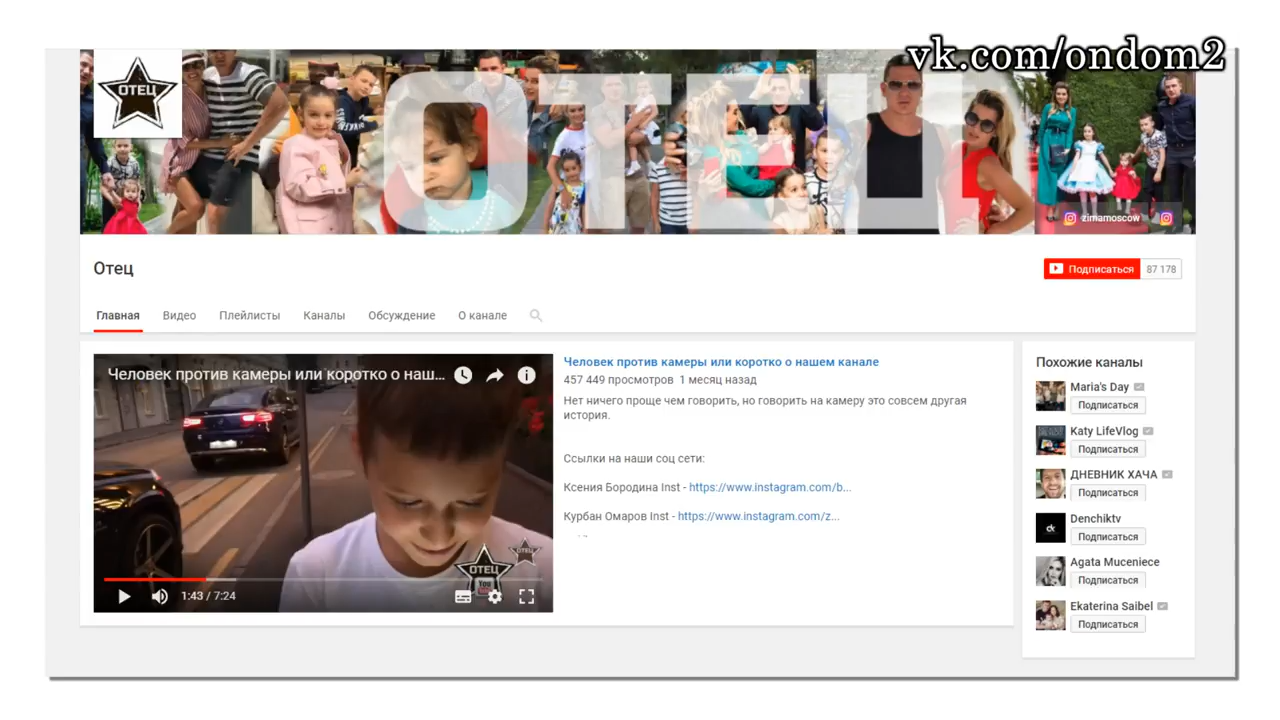 vk.com/ondom2
ОТЕЦ
ОТЕЦ
zimamoscow
Отец
Подписаться 87 178
Главная Видео Плейлисты Каналы Обсуждение О канале
Человек против камеры или коротко о наш...
ОТЕЦ
ОТЕЦ
You
1:43 / 7:24
Человек против камеры или коротко о нашем канале
457 449 просмотров 1 месяц назад
Нет ничего проще чем говорить, но говорить на камеру это совсем другая
история.
Ссылки на наши соц сети:
Ксения Бородина Inst - https://www.instagram.com/b...
Курбан Омаров Inst - https://www.instagram.com/z...
Похожие каналы
Maria's Day
Подписаться
Katy LifeVlog
Подписаться
ДНЕВНИК ХАЧА
Подписаться
Denchiktv
Подписаться
Agata Muceniece
Подписаться
Ekaterina Saibel
Подписаться